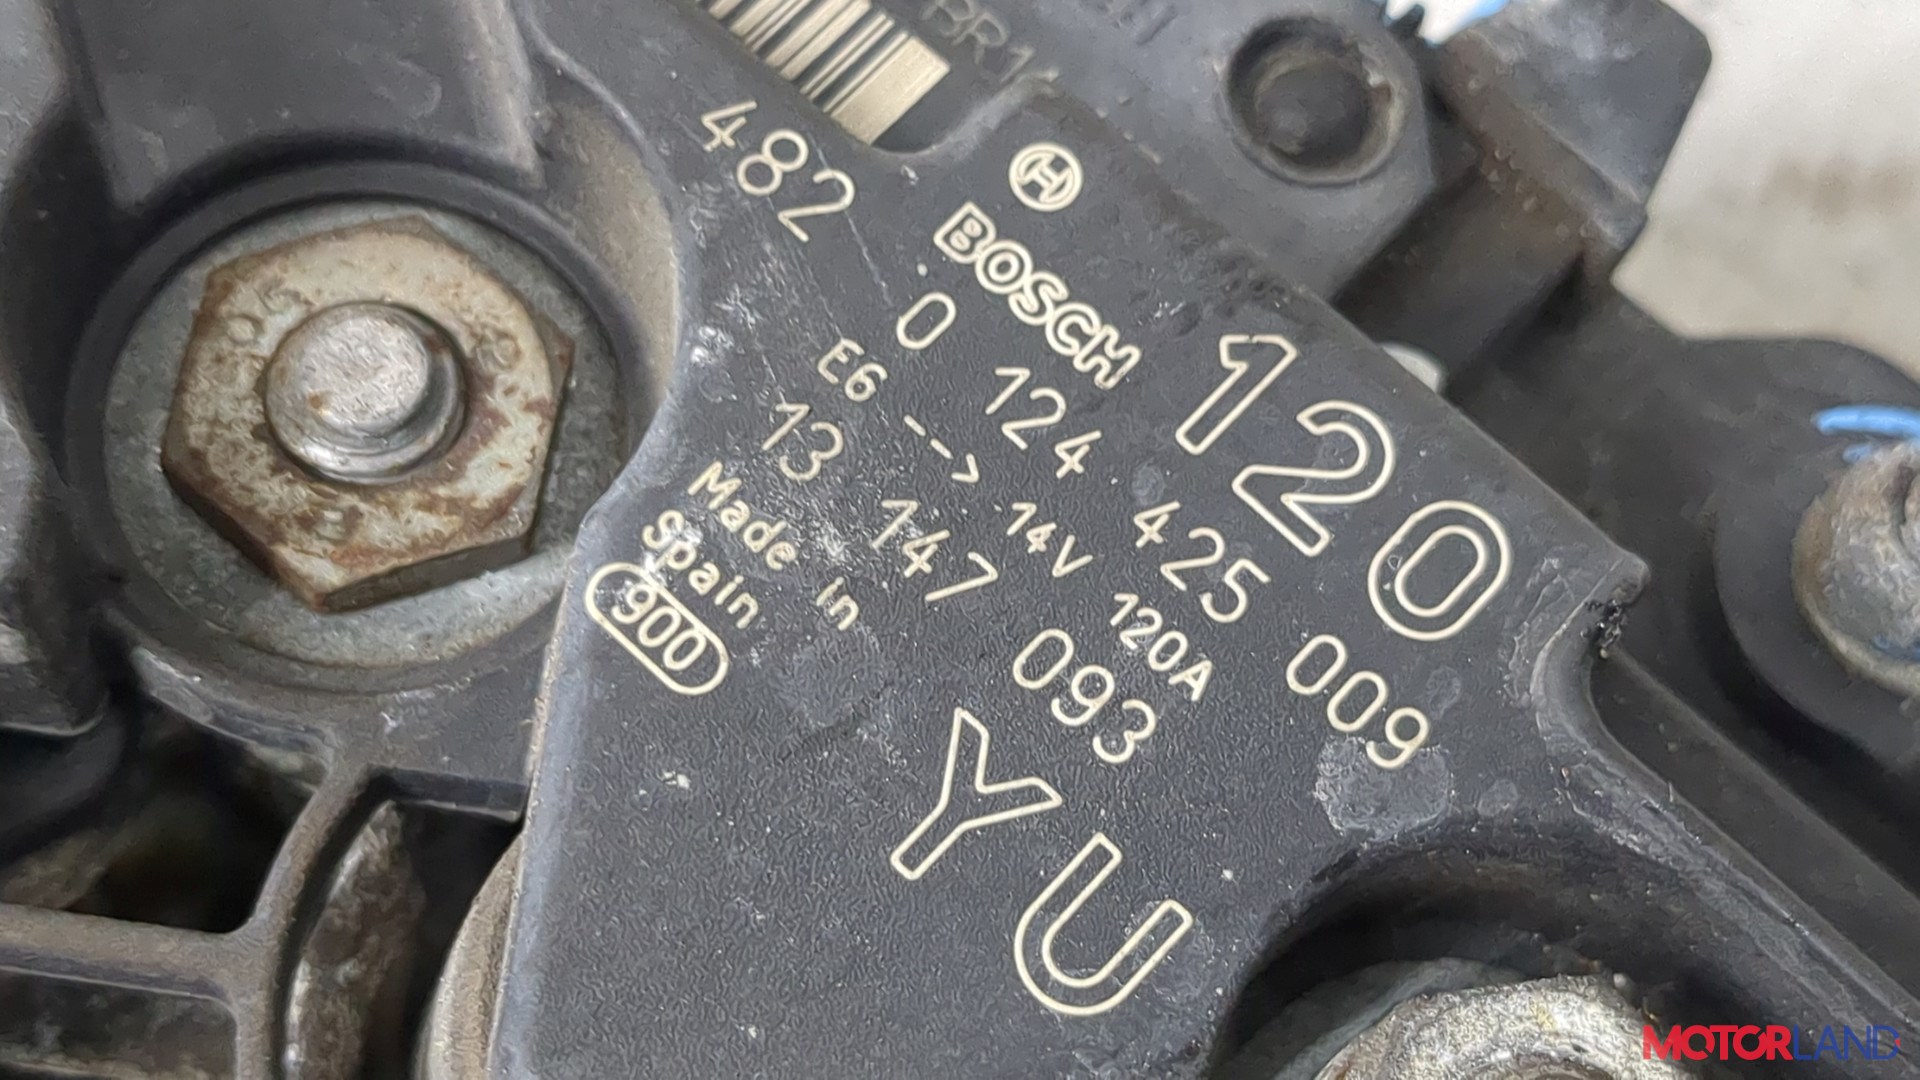 482
BOSCH
120
0 124 425 009
E6 --> 14V 120A
13 147 093
Made in
Spain
900
YU
MOTORLAND